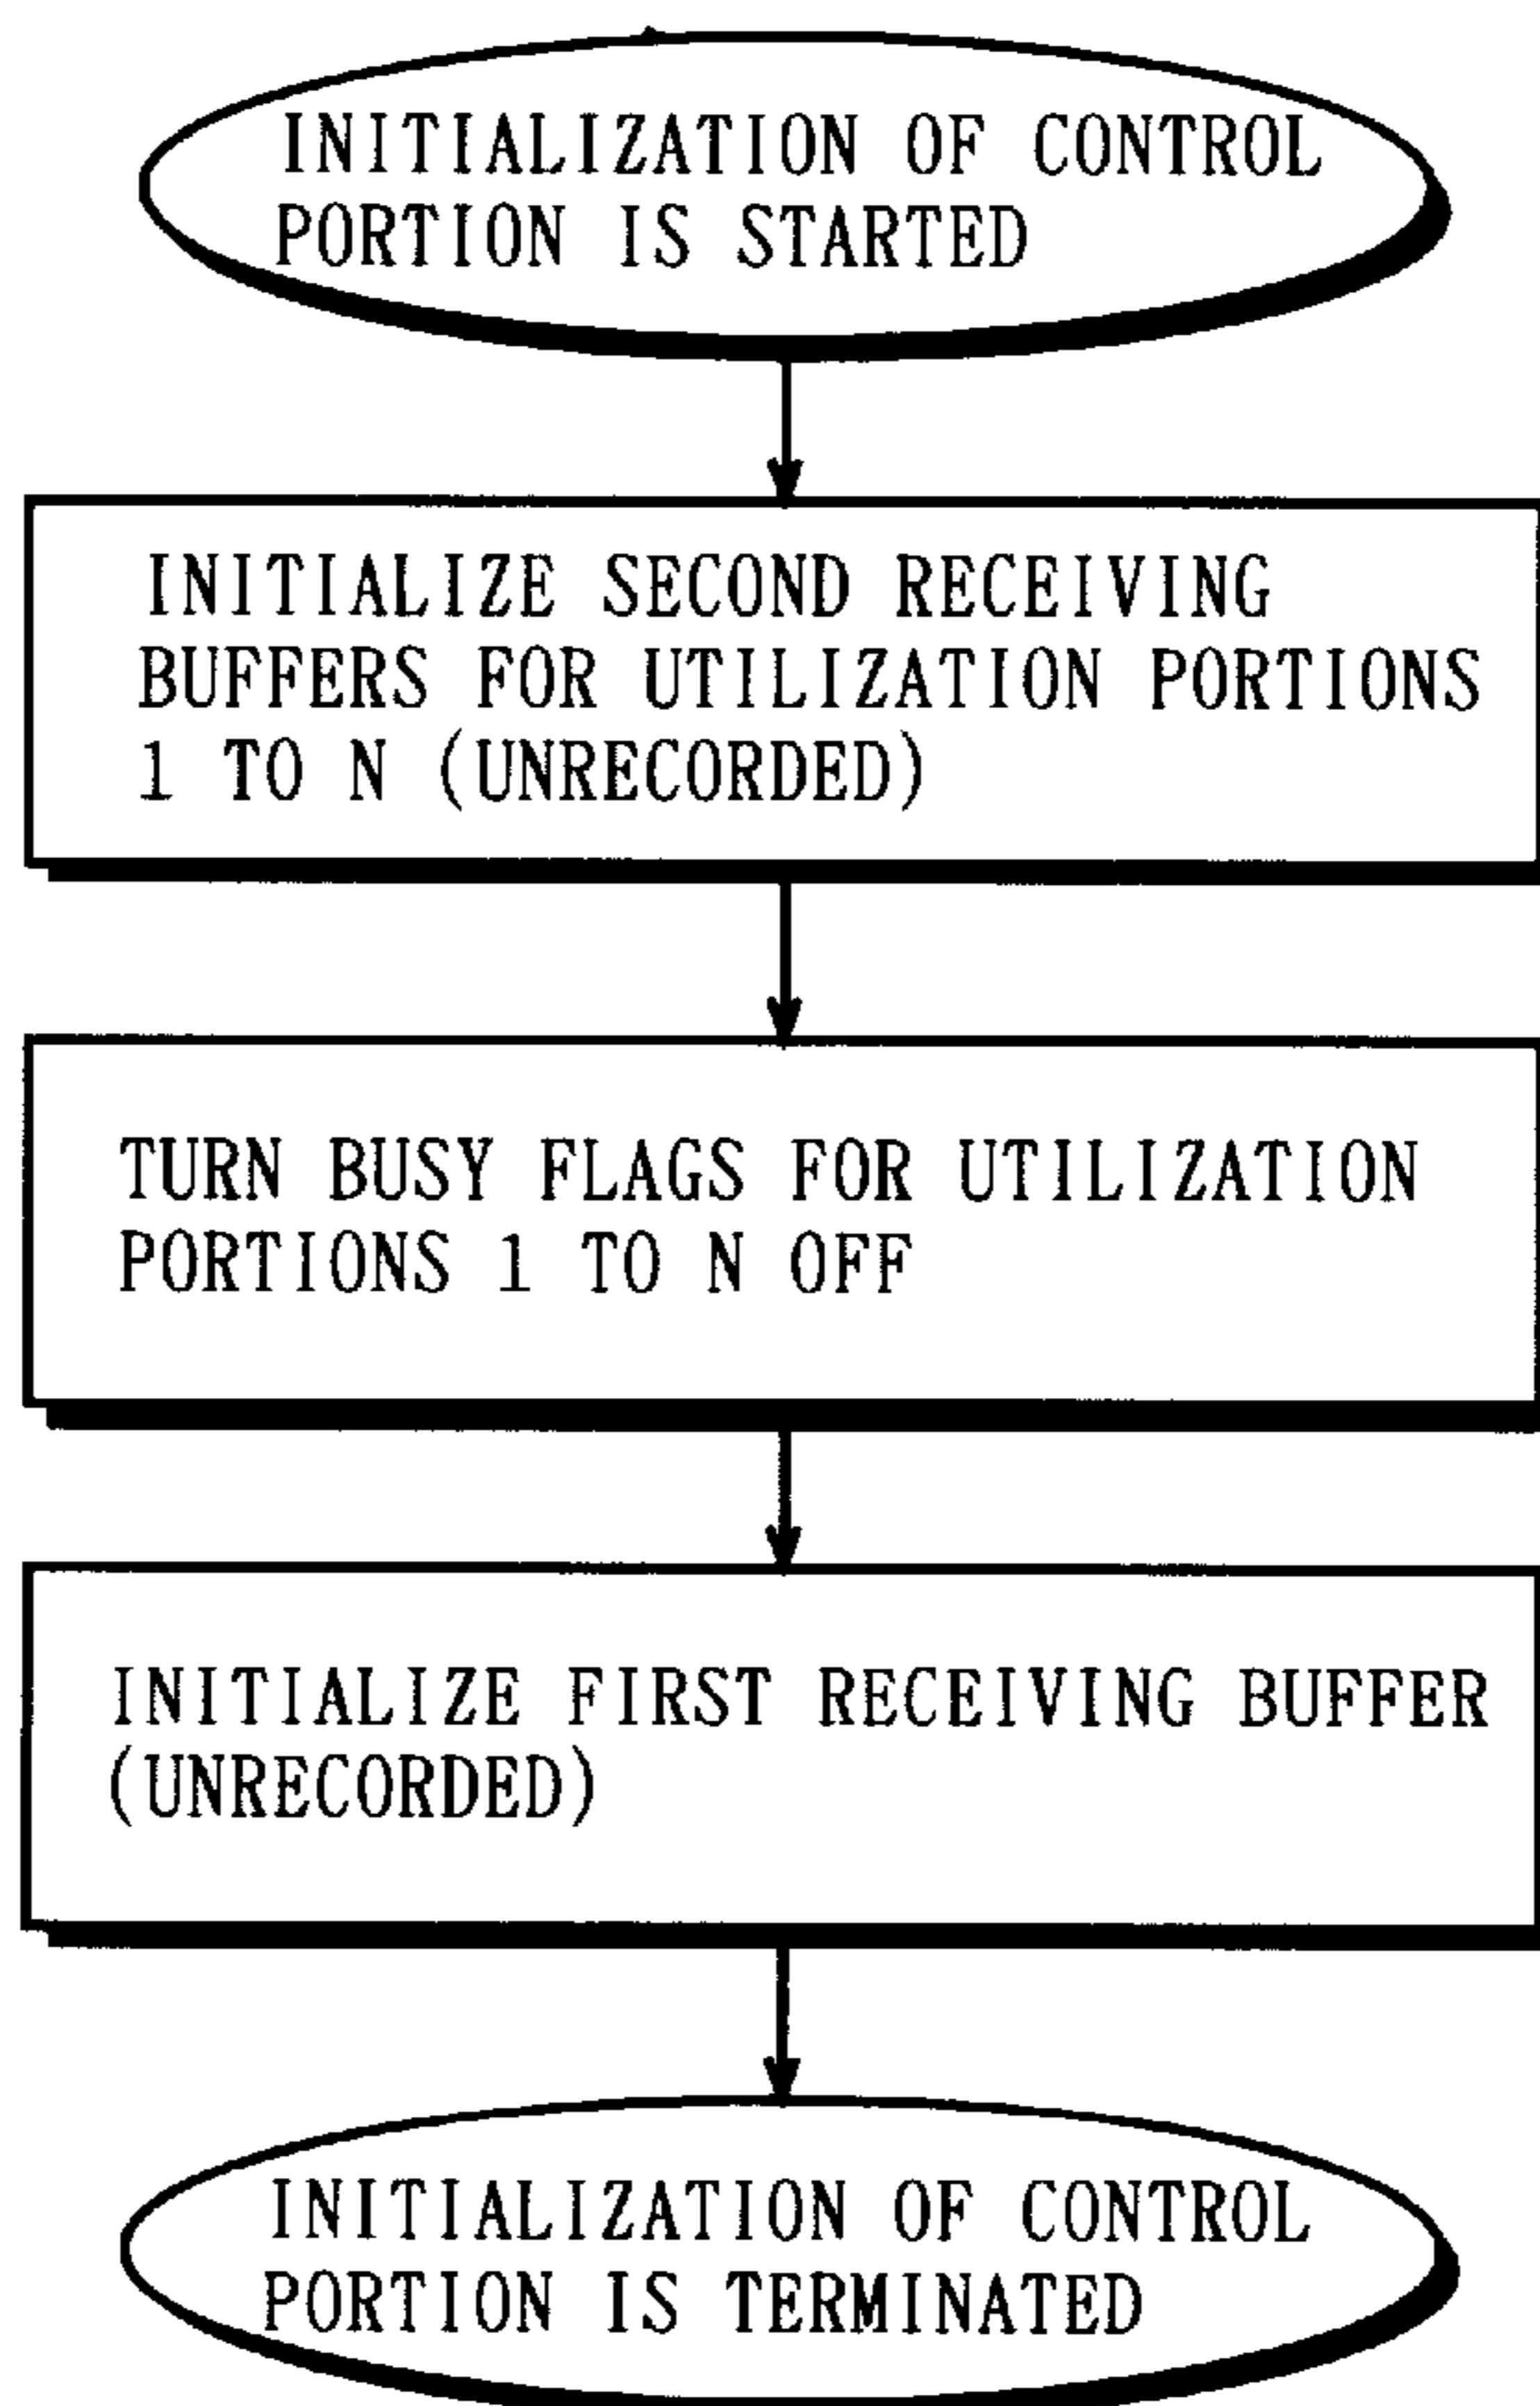 INITIALIZATION OF CONTROL
PORTION IS STARTED
INITIALIZE SECOND RECEIVING
BUFFERS FOR UTILIZATION PORTIONS
1 TO N (UNRECORDED)
TURN BUSY FLAGS FOR UTILIZATION
PORTIONS 1 TO N OFF
INITIALIZE FIRST RECEIVING BUFFER
(UNRECORDED)
INITIALIZATION OF CONTROL
PORTION IS TERMINATED